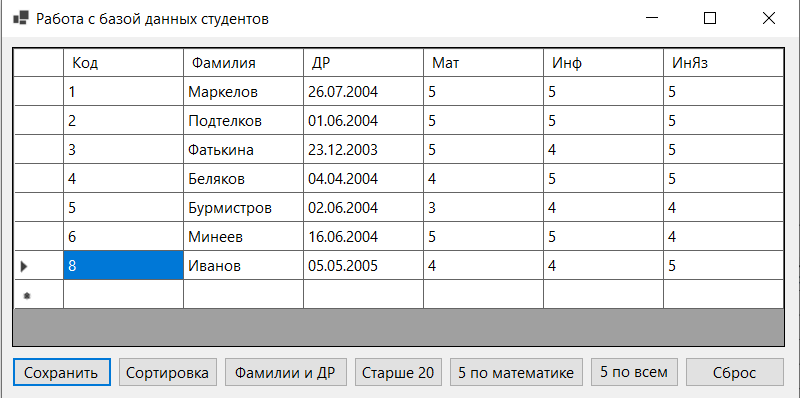 Работа с базой данных студентов
Код Фамилия ДР Мат Инф ИнЯз
1 Маркелов 26.07.2004 5 5 5
2 Подтелков 01.06.2004 5 5 5
3 Фатькина 23.12.2003 5 4 5
4 Беляков 04.04.2004 4 5 5
5 Бурмистров 02.06.2004 3 4 4
6 Минеев 16.06.2004 5 5 4
8 Иванов 05.05.2005 4 4 5
Сохранить Сортировка Фамилии и ДР Старше 20 5 по математике 5 по всем Сброс